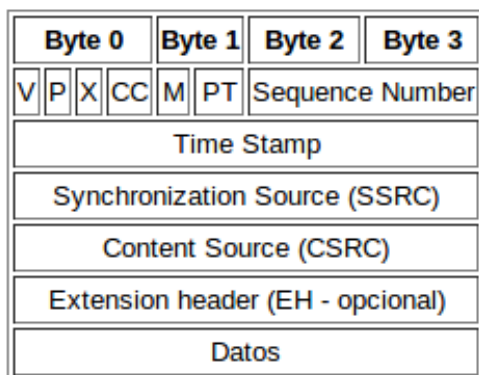 Byte 0 Byte 1 Byte 2 Byte 3
V P X CC M PT Sequence Number
Time Stamp
Synchronization Source (SSRC)
Content Source (CSRC)
Extension header (EH - opcional)
Datos